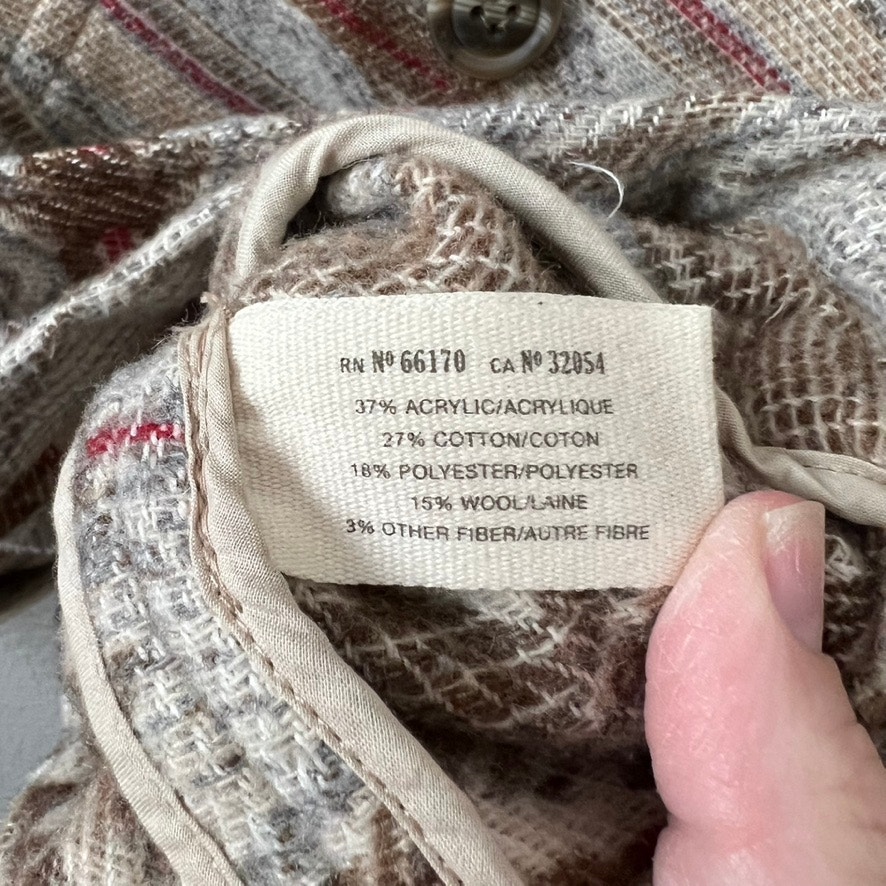 RN Nº 66170 CA Nº 32054
37% ACRYLIC/ACRYLIQUE
27% COTTON/COTON
18% POLYESTER/POLYESTER
15% WOOL/LAINE
3% OTHER FIBER/AUTRE FIBRE